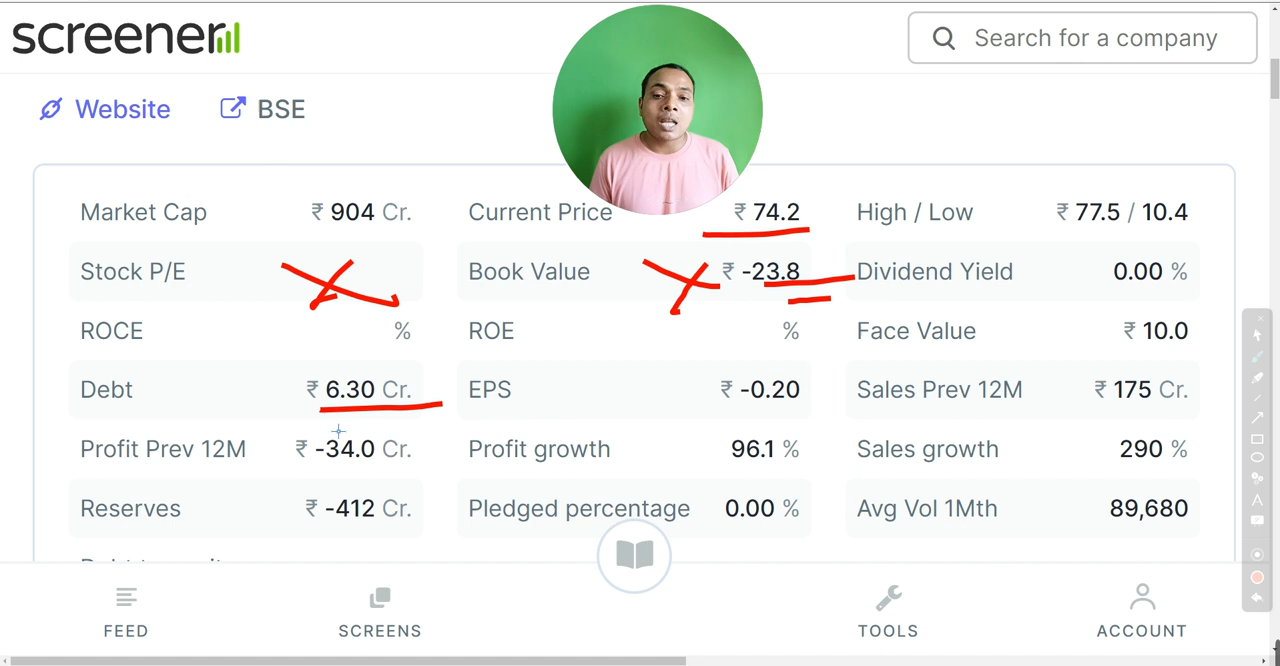 screener
Search for a company
Website BSE
Market Cap ₹ 904 Cr. Current Price ₹ 74.2 High / Low ₹ 77.5 / 10.4
Stock P/E Book Value ₹ -23.8 Dividend Yield 0.00 %
ROCE % ROE % Face Value ₹ 10.0
Debt ₹ 6.30 Cr. EPS ₹ -0.20 Sales Prev 12M ₹ 175 Cr.
Profit Prev 12M ₹ -34.0 Cr. Profit growth 96.1 % Sales growth 290 %
Reserves ₹ -412 Cr. Pledged percentage 0.00 % Avg Vol 1Mth 89,680
FEED SCREENS TOOLS ACCOUNT